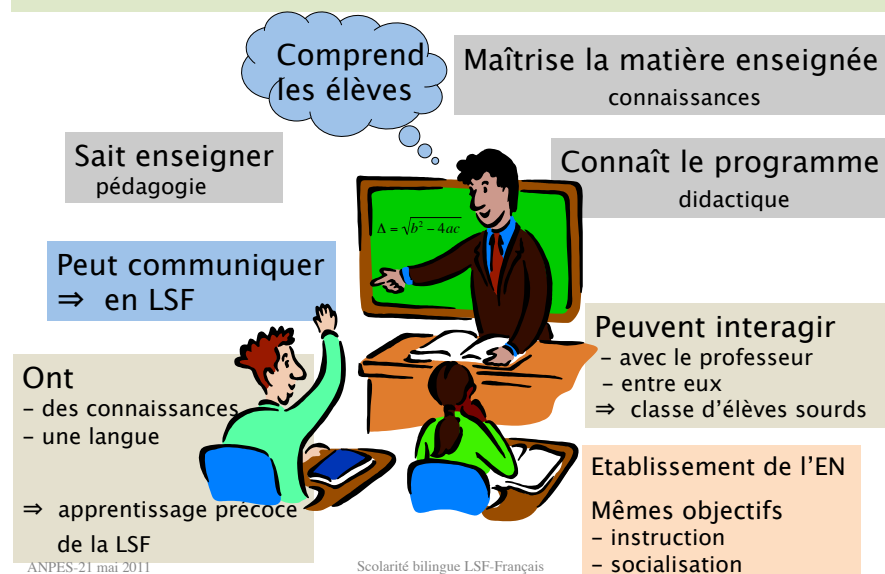 Comprend
les élèves
Maîtrise la matière enseignée
connaissances
Sait enseigner
pédagogie
Connaît le programme
didactique
Δ = √b² − 4ac
Peut communiquer
⇒ en LSF
Peuvent interagir
– avec le professeur
– entre eux
⇒ classe d’élèves sourds
Ont
– des connaissances
– une langue
⇒ apprentissage précoce
de la LSF
Etablissement de l’EN
Mêmes objectifs
– instruction
– socialisation
ANPES-21 mai 2011
Scolarité bilingue LSF-Français